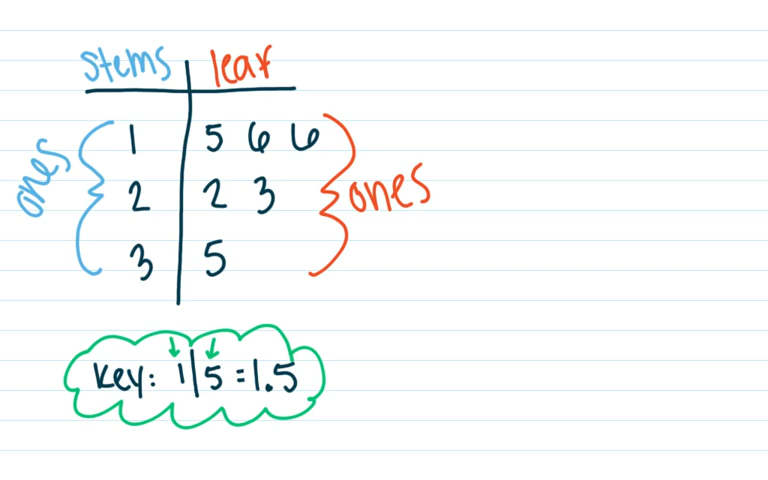 stems | leaf
1 | 5 6 6
ones
2 | 2 3
ones
3 | 5
key: 1|5 = 1.5